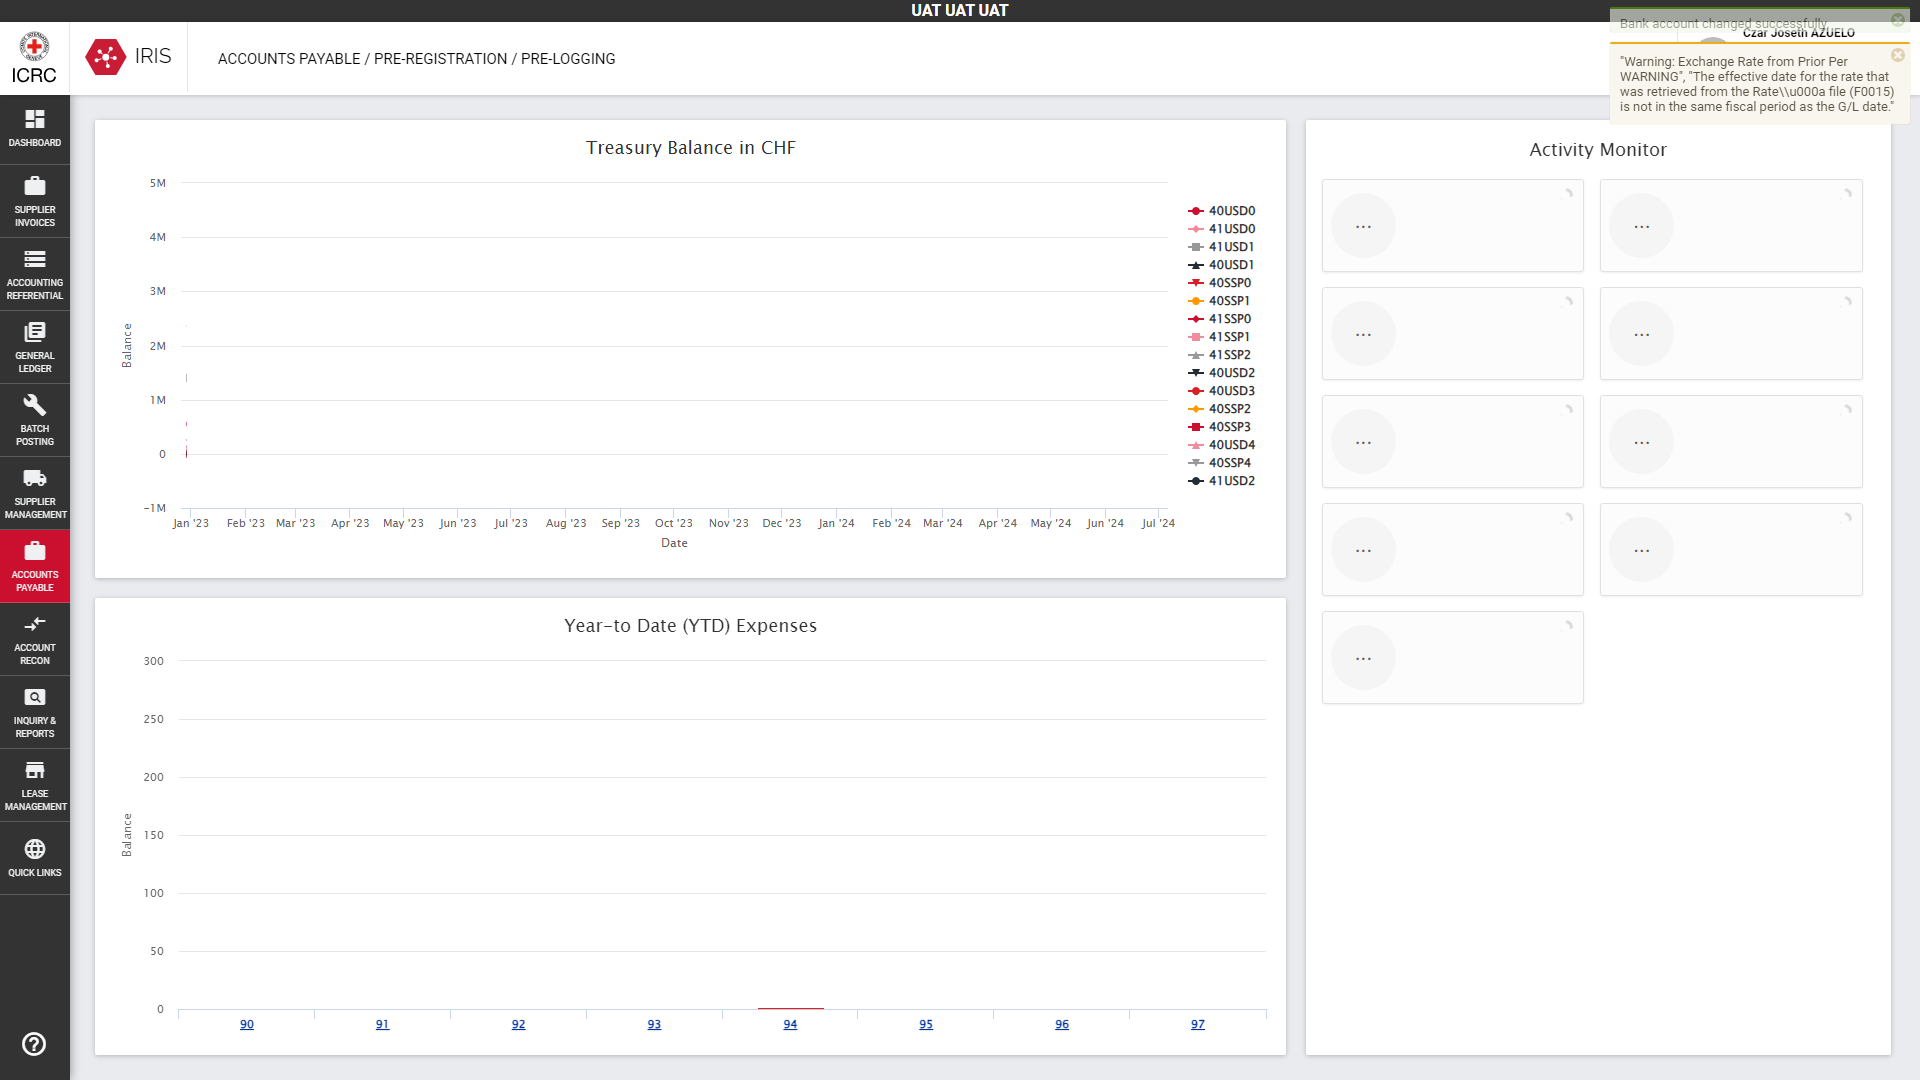 UAT UAT UAT
ICRC
IRIS
ACCOUNTS PAYABLE / PRE-REGISTRATION / PRE-LOGGING
Bank account changed successfully.
Czar Joseth AZUELO
"Warning: Exchange Rate from Prior Per
WARNING", "The effective date for the rate that
was retrieved from the Rate\\u000a file (F0015)
is not in the same fiscal period as the G/L date."
DASHBOARD
SUPPLIER
INVOICES
ACCOUNTING
REFERENTIAL
GENERAL
LEDGER
BATCH
POSTING
SUPPLIER
MANAGEMENT
ACCOUNTS
PAYABLE
ACCOUNT
RECON
INQUIRY &
REPORTS
LEASE
MANAGEMENT
QUICK LINKS
Treasury Balance in CHF
5M
4M
3M
2M
1M
0
-1M
Balance
Jan '23 Feb '23 Mar '23 Apr '23 May '23 Jun '23 Jul '23 Aug '23 Sep '23 Oct '23 Nov '23 Dec '23 Jan '24 Feb '24 Mar '24 Apr '24 May '24 Jun '24 Jul '24
Date
40USD0
41USD0
41USD1
40USD1
40SSP0
40SSP1
41SSP0
41SSP1
41SSP2
40USD2
40USD3
40SSP2
40SSP3
40USD4
40SSP4
41USD2
Year-to Date (YTD) Expenses
300
250
200
150
100
50
0
Balance
90 91 92 93 94 95 96 97
Activity Monitor
... ...
... ...
... ...
... ...
...